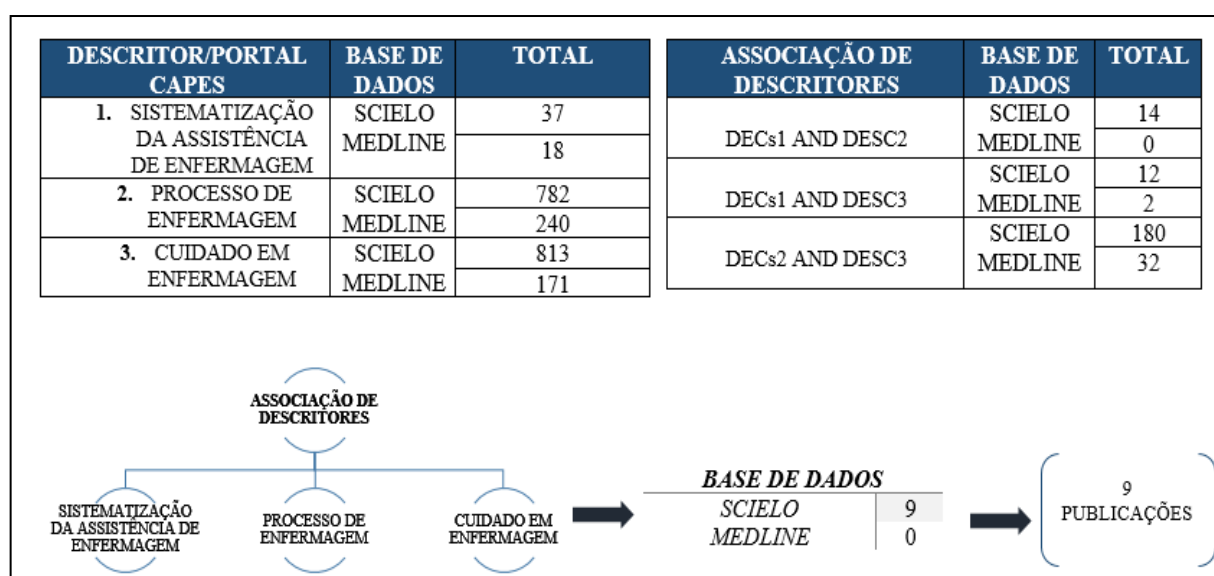 DESCRITOR/PORTAL CAPES BASE DE DADOS TOTAL
1. SISTEMATIZAÇÃO DA ASSISTÊNCIA DE ENFERMAGEM SCIELO 37
MEDLINE 18
2. PROCESSO DE ENFERMAGEM SCIELO 782
MEDLINE 240
3. CUIDADO EM ENFERMAGEM SCIELO 813
MEDLINE 171
ASSOCIAÇÃO DE DESCRITORES BASE DE DADOS TOTAL
DECs1 AND DESC2 SCIELO 14
MEDLINE 0
DECs1 AND DESC3 SCIELO 12
MEDLINE 2
DECs2 AND DESC3 SCIELO 180
MEDLINE 32
ASSOCIAÇÃO DE
DESCRITORES
SISTEMATIZAÇÃO
DA ASSISTÊNCIA DE
ENFERMAGEM
PROCESSO DE
ENFERMAGEM
CUIDADO EM
ENFERMAGEM
BASE DE DADOS
SCIELO 9
MEDLINE 0
9
PUBLICAÇÕES